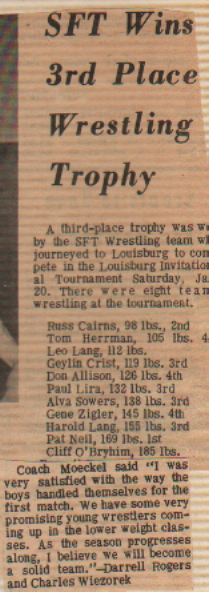 SFT Wins
3rd Place
Wrestling
Trophy
A third-place trophy was
by the SFT Wrestling team
journeyed to Louisburg to com
pete in the Louisburg Invitation
al Tournament Saturday,
20. There were eight team
wrestling at the tournament.
Russ Cairns, 98 lbs., 2nd
Tom Herrman, 105 lbs. 4
Leo Lang, 112 lbs.
Geylin Crist, 119 lbs. 3rd
Don Allison, 126 lbs. 4th
Paul Lira, 132 lbs. 3rd
Alva Sowers, 138 lbs. 3rd
Gene Zigler, 145 lbs. 4th
Harold Lang, 155 lbs. 3rd
Pat Neil, 169 lbs. 1st
Cliff O'Bryhim, 185 lbs.
Coach Moeckel said "I was
very satisfied with the way the
boys handled themselves for the
first match. We have some very
promising young wrestlers com-
ing up in the lower weight clas-
ses. As the season progresses
along, I believe we will become
a solid team."—Darrell Rogers
and Charles Wiezorek